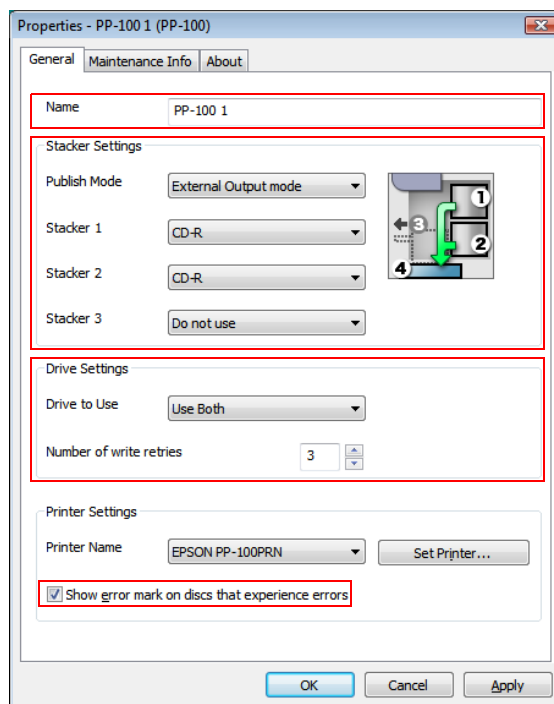 Properties - PP-100 1 (PP-100)
General Maintenance Info About
Name PP-100 1
Stacker Settings
Publish Mode External Output mode
Stacker 1 CD-R
Stacker 2 CD-R
Stacker 3 Do not use
1
3
2
4
Drive Settings
Drive to Use Use Both
Number of write retries 3
Printer Settings
Printer Name EPSON PP-100PRN Set Printer...
Show error mark on discs that experience errors
OK Cancel Apply